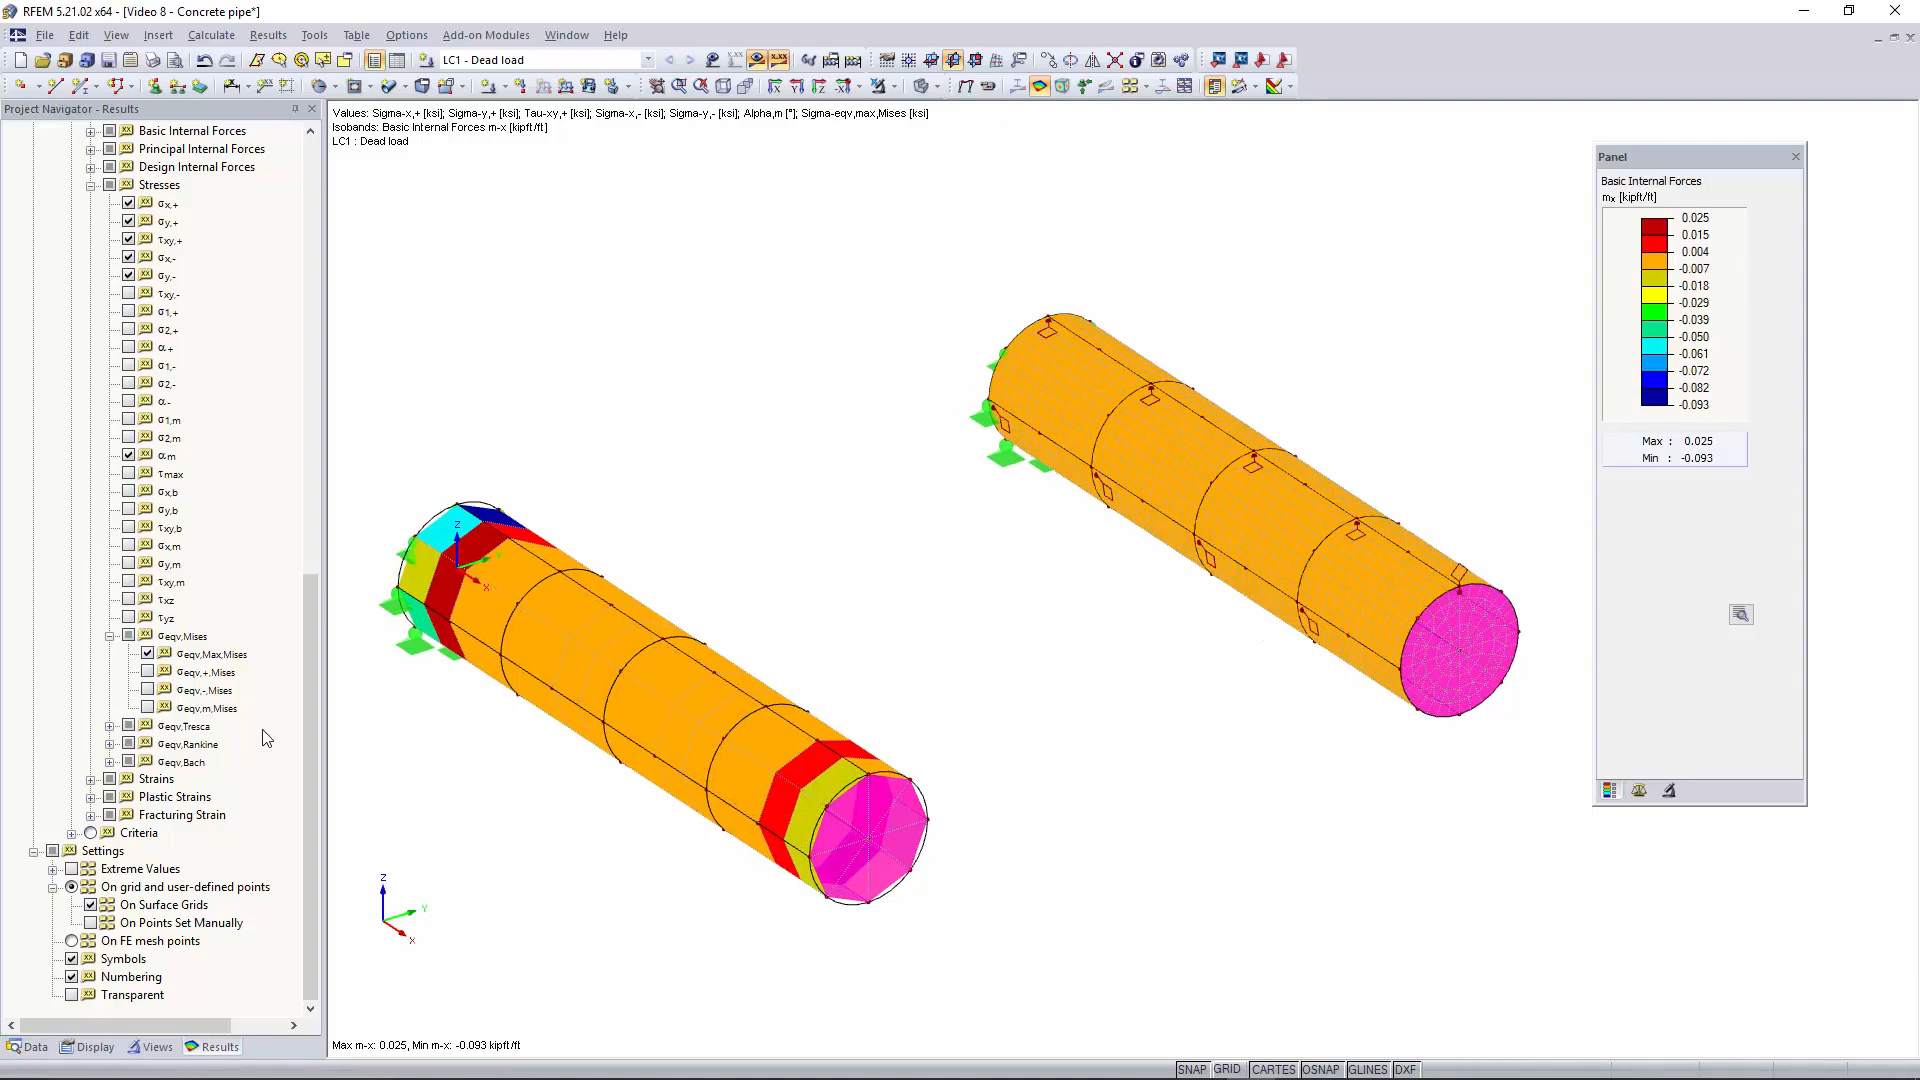 RFEM 5.21.02 x64 - [Video 8 - Concrete pipe*]
File Edit View Insert Calculate Results Tools Table Options Add-on Modules Window Help
LC1 - Dead load
Project Navigator - Results
Basic Internal Forces
Principal Internal Forces
Design Internal Forces
Stresses
σx,+
σy,+
τxy,+
σx,-
σy,-
τxy,-
σ1,+
σ2,+
α+
σ1,-
σ2,-
α-
σ1,m
σ2,m
αm
τmax
σx,b
σy,b
τxy,b
σx,m
σy,m
τxy,m
τxz
τyz
σeqv,Mises
σeqv,Max,Mises
σeqv,+,Mises
σeqv,-,Mises
σeqv,m,Mises
σeqv,Tresca
σeqv,Rankine
σeqv,Bach
Strains
Plastic Strains
Fracturing Strain
Criteria
Settings
Extreme Values
On grid and user-defined points
On Surface Grids
On Points Set Manually
On FE mesh points
Symbols
Numbering
Transparent
Data Display Views Results
Values: Sigma-x,+ [ksi]; Sigma-y,+ [ksi]; Tau-xy,+ [ksi]; Sigma-x,- [ksi]; Sigma-y,- [ksi]; Alpha,m [°]; Sigma-eqv,max,Mises [ksi]
Isobands: Basic Internal Forces m-x [kipft/ft]
LC1 : Dead load
Z
X
Z
Y
X
Max m-x: 0.025, Min m-x: -0.093 kipft/ft
Panel
Basic Internal Forces
mx [kipft/ft]
0.025
0.015
0.004
-0.007
-0.018
-0.029
-0.039
-0.050
-0.061
-0.072
-0.082
-0.093
Max : 0.025
Min : -0.093
SNAP GRID CARTES OSNAP GLINES DXF